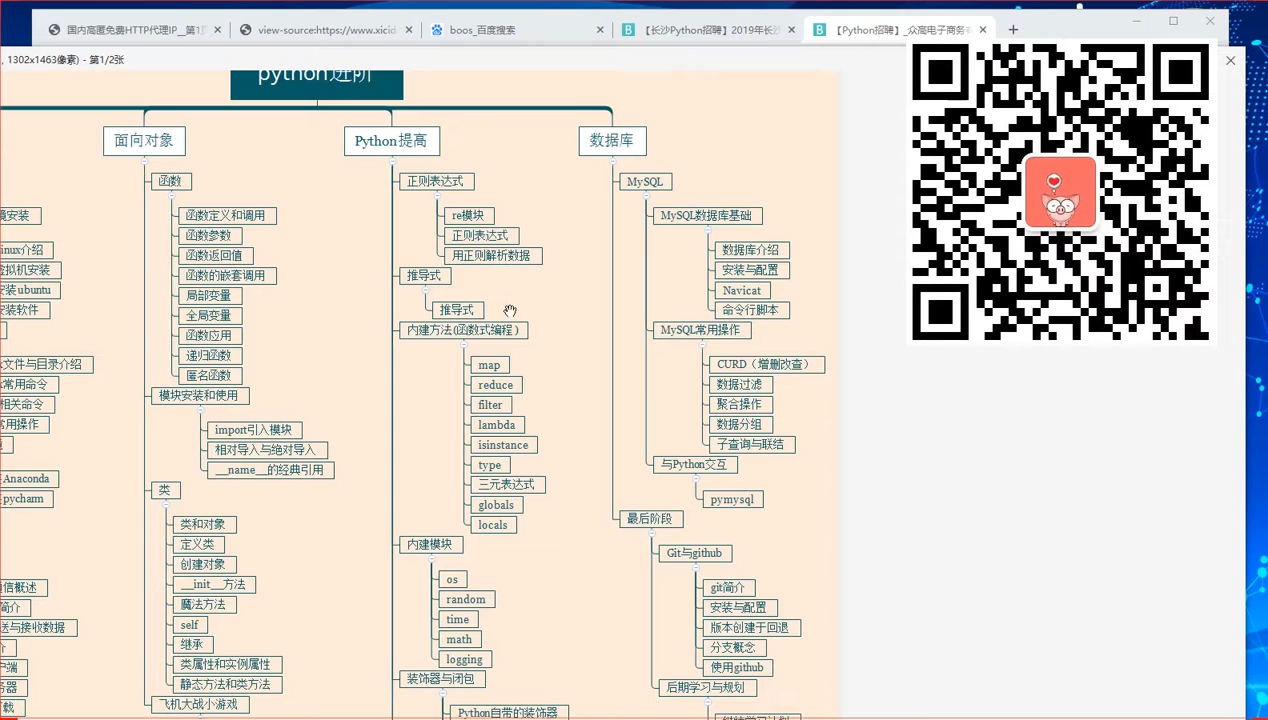 国内高匿免费HTTP代理IP__第1
view-source:https://www.xicid
boos_百度搜索
【长沙Python招聘】2019年长沙
【Python招聘】_众高电子商务
, 1302x1463像素) - 第1/2张
python进阶
面向对象
Python提高
数据库
函数
函数定义和调用
函数参数
函数返回值
函数的嵌套调用
局部变量
全局变量
函数应用
递归函数
匿名函数
模块安装和使用
import引入模块
相对导入与绝对导入
__name__的经典引用
类
类和对象
定义类
创建对象
__init__方法
魔法方法
self
继承
类属性和实例属性
静态方法和类方法
飞机大战小游戏
正则表达式
re模块
正则表达式
用正则解析数据
推导式
推导式
内建方法(函数式编程)
map
reduce
filter
lambda
isinstance
type
三元表达式
globals
locals
内建模块
os
random
time
math
logging
装饰器与闭包
Python自带的装饰器
MySQL
MySQL数据库基础
数据库介绍
安装与配置
Navicat
命令行脚本
MySQL常用操作
CURD（增删改查）
数据过滤
聚合操作
数据分组
子查询与联结
与Python交互
pymysql
最后阶段
Git与github
git简介
安装与配置
版本创建于回退
分支概念
使用github
后期学习与规划
安装
inux介绍
虚拟机安装
安装ubuntu
安装软件
文件与目录介绍
常用命令
相关命令
常用操作
Anaconda
pycharm
信概述
简介
送与接收数据
户端
务器
下载